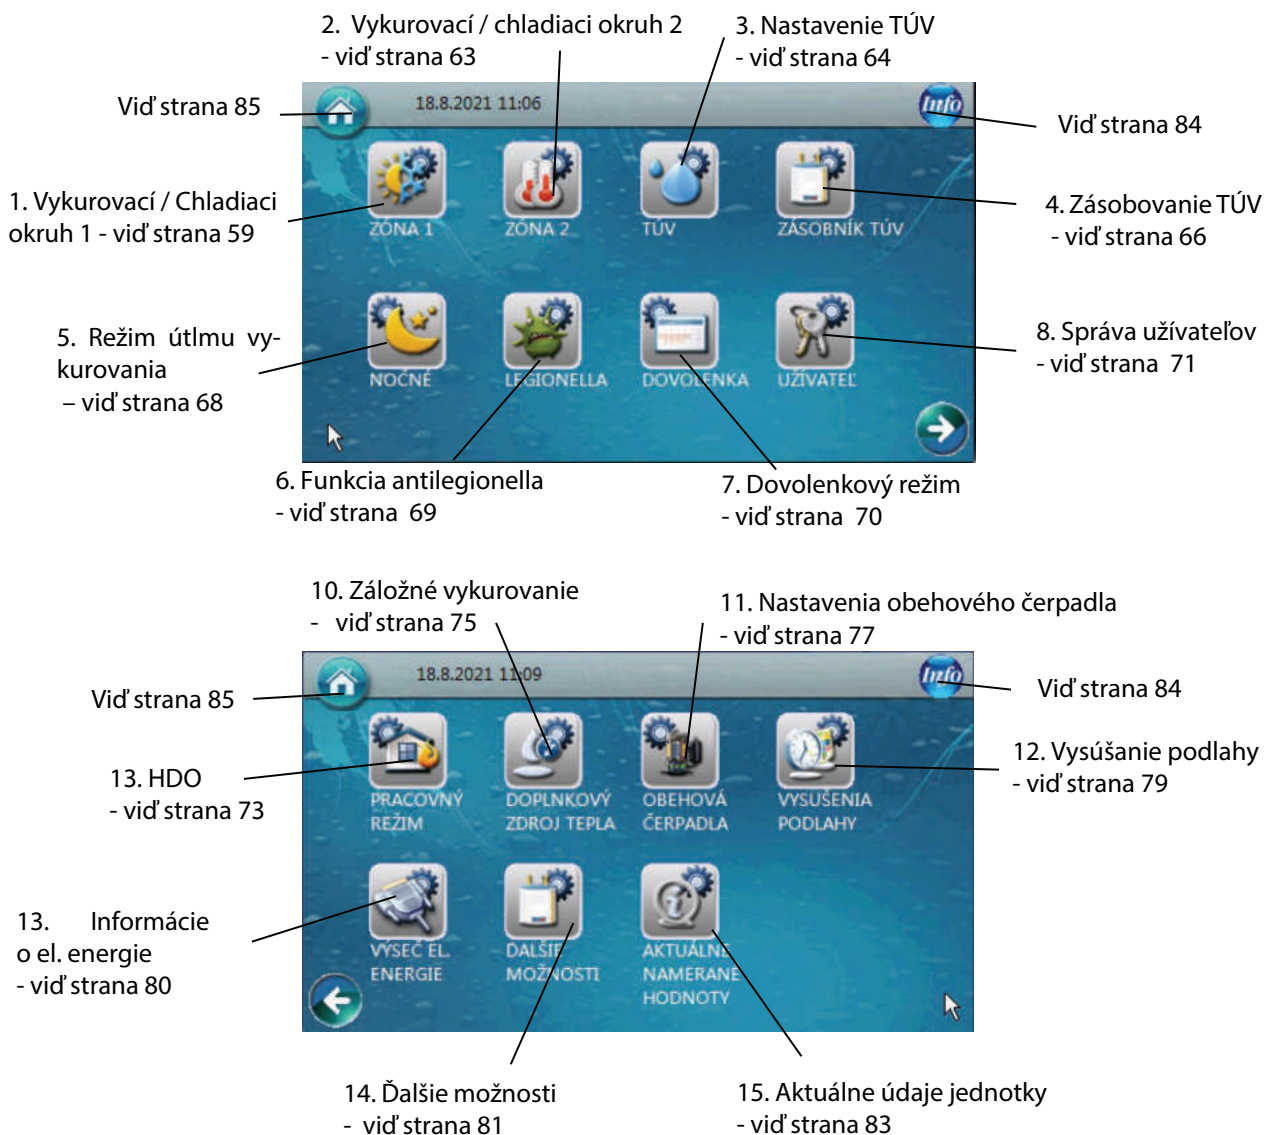 2. Vykurovací / chladiaci okruh 2
- viď strana 63
3. Nastavenie TÚV
- viď strana 64
Viď strana 85
18.8.2021 11:06
Info
Viď strana 84
1. Vykurovací / Chladiaci
okruh 1 - viď strana 59
ZÓNA 1
ZÓNA 2
TÚV
ZÁSOBNÍK TÚV
4. Zásobovanie TÚV
- viď strana 66
5. Režim útlmu vy-
kurovania
– viď strana 68
NOČNÉ
LEGIONELLA
DOVOLENKA
UŽÍVATEĽ
8. Správa užívateľov
- viď strana 71
6. Funkcia antilegionella
- viď strana 69
7. Dovolenkový režim
- viď strana 70
10. Záložné vykurovanie
- viď strana 75
11. Nastavenia obehového čerpadla
- viď strana 77
Viď strana 85
18.8.2021 11:09
Info
Viď strana 84
13. HDO
- viď strana 73
PRACOVNÝ
REŽIM
DOPLNKOVÝ
ZDROJ TEPLA
OBEHOVÁ
ČERPADLA
VYSUŠENIA
PODLAHY
12. Vysúšanie podlahy
- viď strana 79
13. Informácie
o el. energie
- viď strana 80
VÝSEČ EL.
ENERGIE
ĎALŠIE
MOŽNOSTI
AKTUÁLNE
NAMERANE
HODNOTY
14. Ďalšie možnosti
- viď strana 81
15. Aktuálne údaje jednotky
- viď strana 83